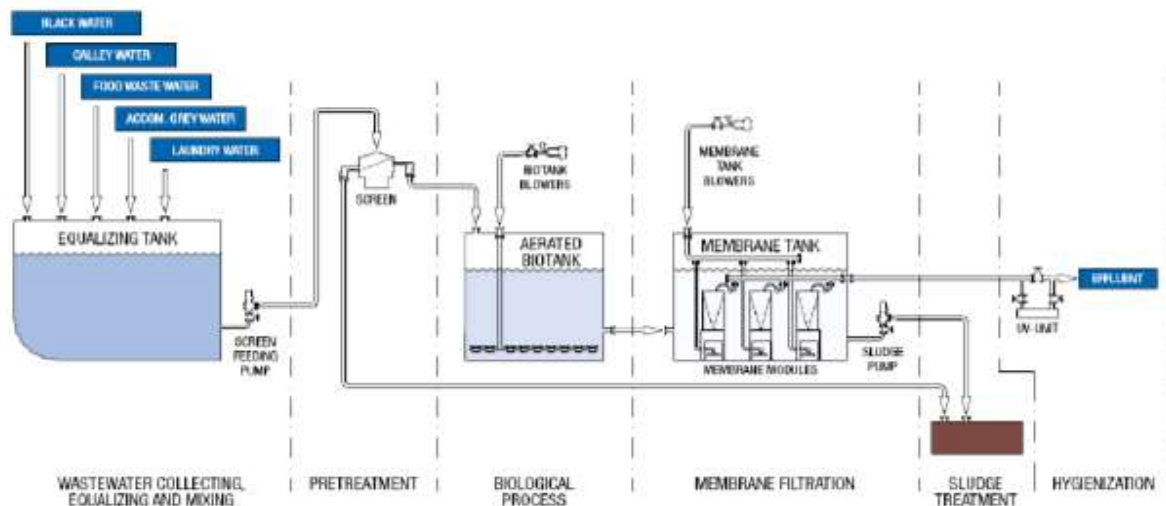 BLACK WATER
GALLEY WATER
FOOD WASTE WATER
ACCOM. GREY WATER
LAUNDRY WATER
EQUALIZING TANK
SCREEN
FEEDING
PUMP
SCREEN
BIOTANK
BLOWERS
AERATED
BIOTANK
MEMBRANE
TANK
BLOWERS
MEMBRANE TANK
MEMBRANE MODULES
SLUDGE
PUMP
UV-UNIT
EFFLUENT
WASTEWATER COLLECTING,
EQUALIZING AND MIXING
PRETREATMENT
BIOLOGICAL
PROCESS
MEMBRANE FILTRATION
SLUDGE
TREATMENT
HYGIENIZATION